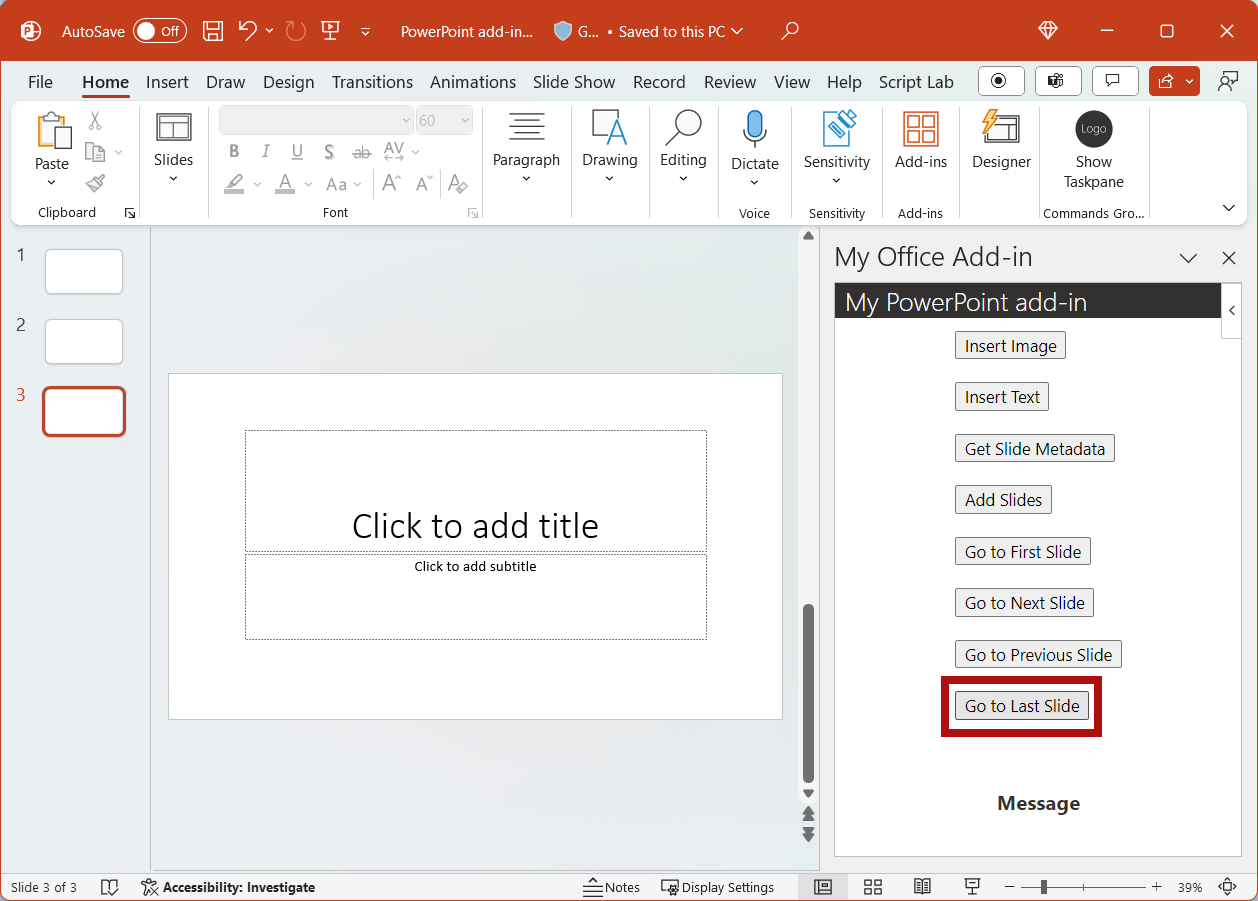 AutoSave Off PowerPoint add-in... G... • Saved to this PC
File Home Insert Draw Design Transitions Animations Slide Show Record Review View Help Script Lab
60
B I U S ab AV
A Aa A A A
Paste Slides Paragraph Drawing Editing Dictate Sensitivity Add-ins Designer Logo Show
Taskpane
Clipboard Font Voice Sensitivity Add-ins Commands Gro...
1
2
3
Click to add title
Click to add subtitle
My Office Add-in
My PowerPoint add-in
Insert Image
Insert Text
Get Slide Metadata
Add Slides
Go to First Slide
Go to Next Slide
Go to Previous Slide
Go to Last Slide
Message
Slide 3 of 3 Accessibility: Investigate Notes Display Settings 39%